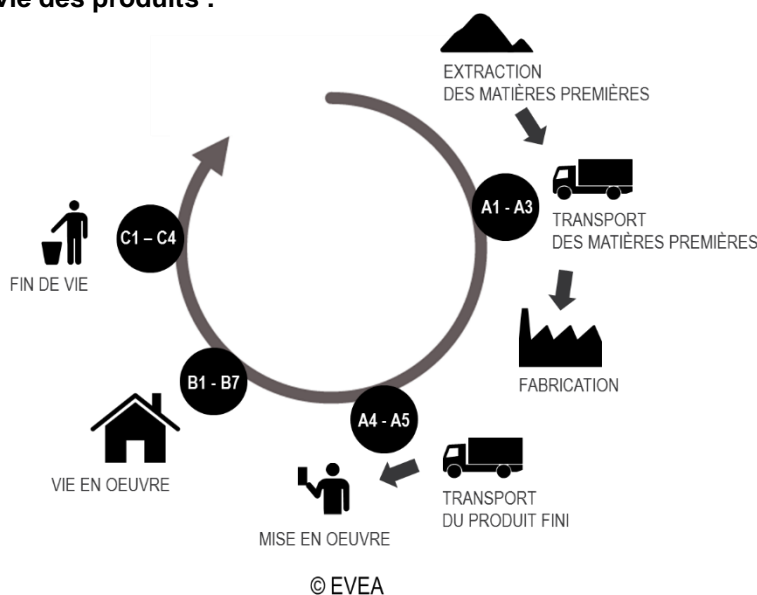 vie des produits :
EXTRACTION
DES MATIÈRES PREMIÈRES
A1 - A3
TRANSPORT
DES MATIÈRES PREMIÈRES
FABRICATION
A4 - A5
TRANSPORT
DU PRODUIT FINI
MISE EN OEUVRE
B1 - B7
VIE EN OEUVRE
C1 – C4
FIN DE VIE
© EVEA